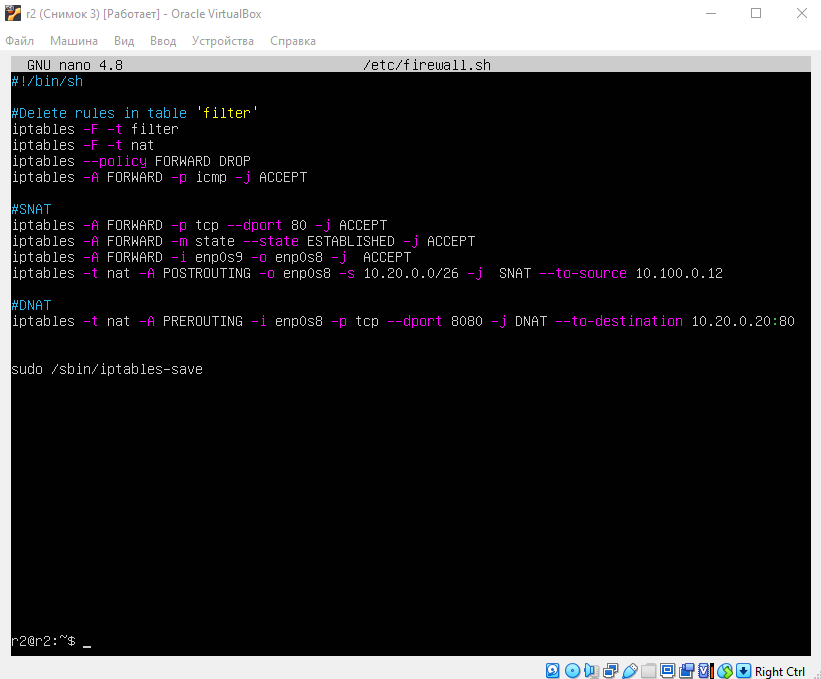 r2 (Снимок 3) [Работает] - Oracle VirtualBox
Файл Машина Вид Ввод Устройства Справка
GNU nano 4.8 /etc/firewall.sh
#!/bin/sh
#Delete rules in table 'filter'
iptables -F -t filter
iptables -F -t nat
iptables --policy FORWARD DROP
iptables -A FORWARD -p icmp -j ACCEPT
#SNAT
iptables -A FORWARD -p tcp --dport 80 -j ACCEPT
iptables -A FORWARD -m state --state ESTABLISHED -j ACCEPT
iptables -A FORWARD -i enp0s9 -o enp0s8 -j  ACCEPT
iptables -t nat -A POSTROUTING -o enp0s8 -s 10.20.0.0/26 -j  SNAT --to-source 10.100.0.12
#DNAT
iptables -t nat -A PREROUTING -i enp0s8 -p tcp --dport 8080 -j DNAT --to-destination 10.20.0.20:80
sudo /sbin/iptables-save
r2@r2:~$ _
Right Ctrl